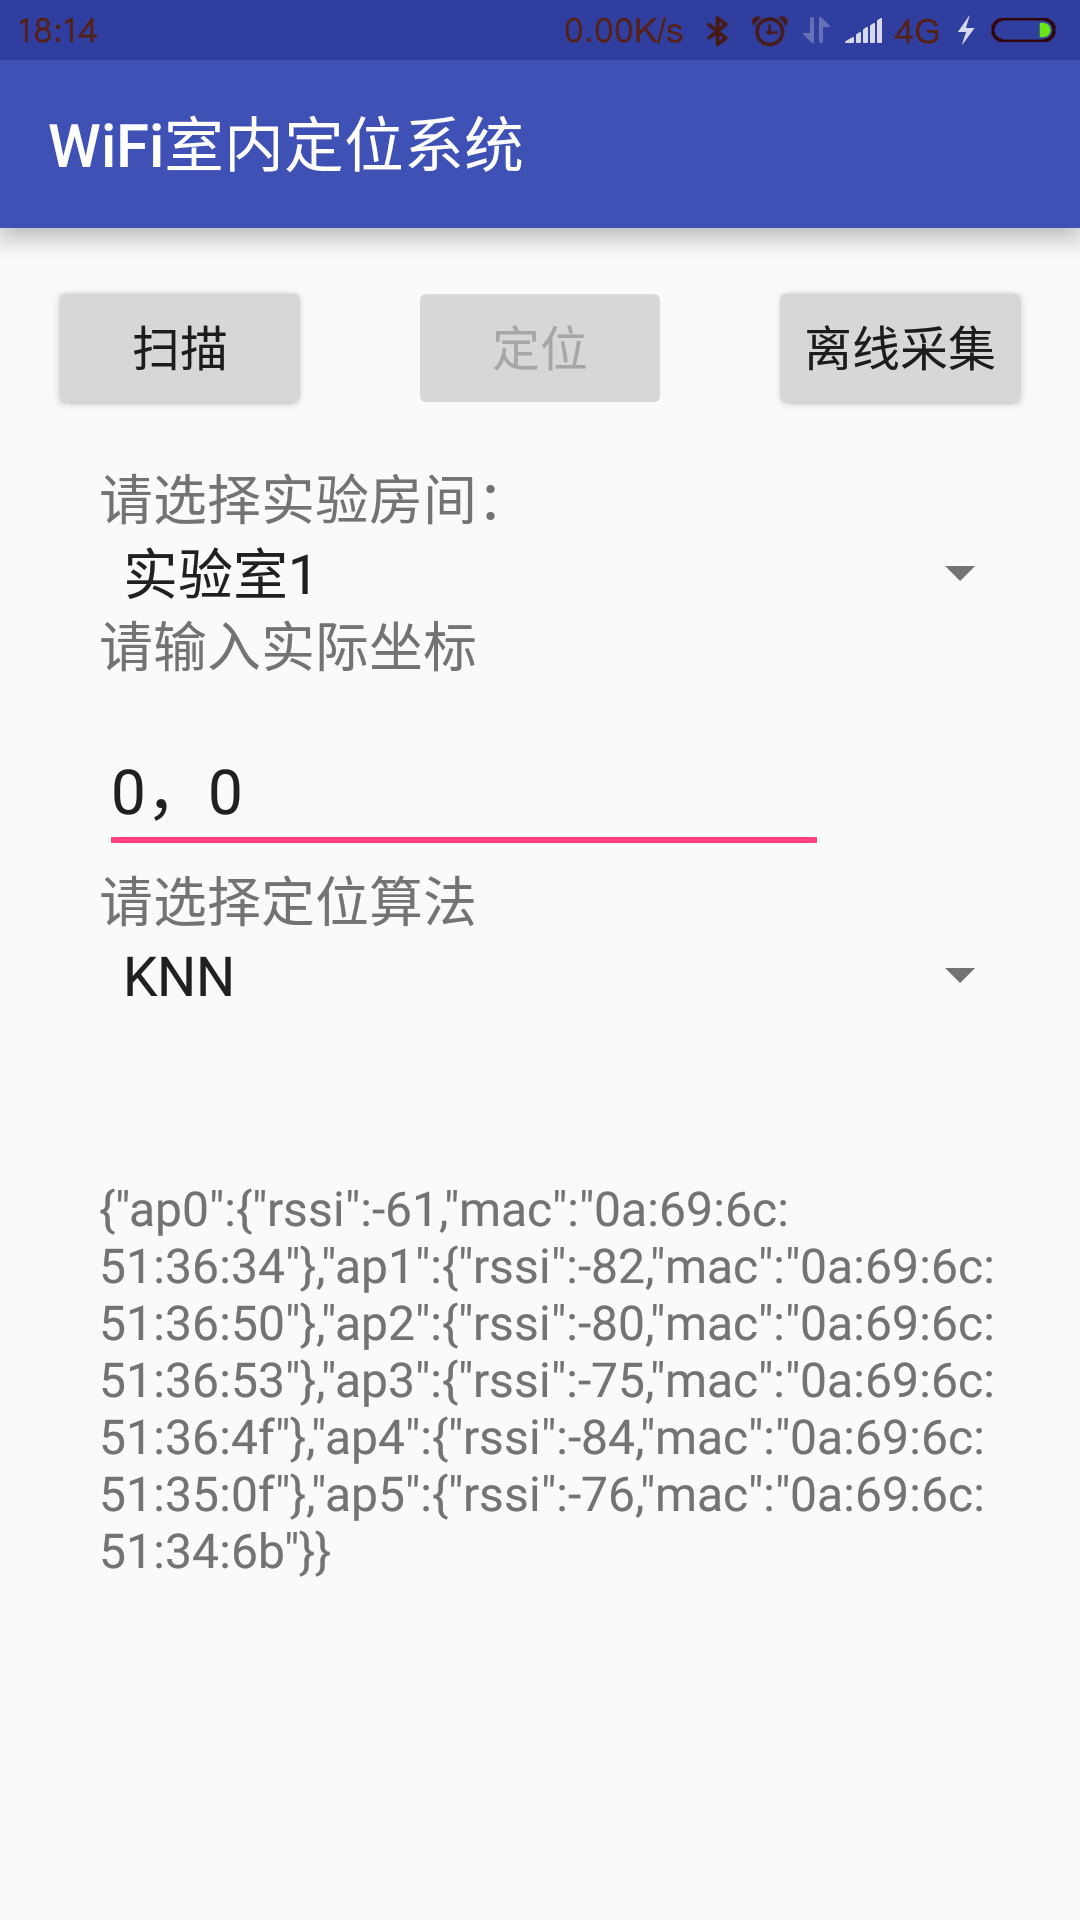 18:14 0.00K/s 4G
WiFi室内定位系统
扫描 定位 离线采集
请选择实验房间：
实验室1
请输入实际坐标
0，0
请选择定位算法
KNN
{"ap0":{"rssi":-61,"mac":"0a:69:6c:
51:36:34"},"ap1":{"rssi":-82,"mac":"0a:69:6c:
51:36:50"},"ap2":{"rssi":-80,"mac":"0a:69:6c:
51:36:53"},"ap3":{"rssi":-75,"mac":"0a:69:6c:
51:36:4f"},"ap4":{"rssi":-84,"mac":"0a:69:6c:
51:35:0f"},"ap5":{"rssi":-76,"mac":"0a:69:6c:
51:34:6b"}}